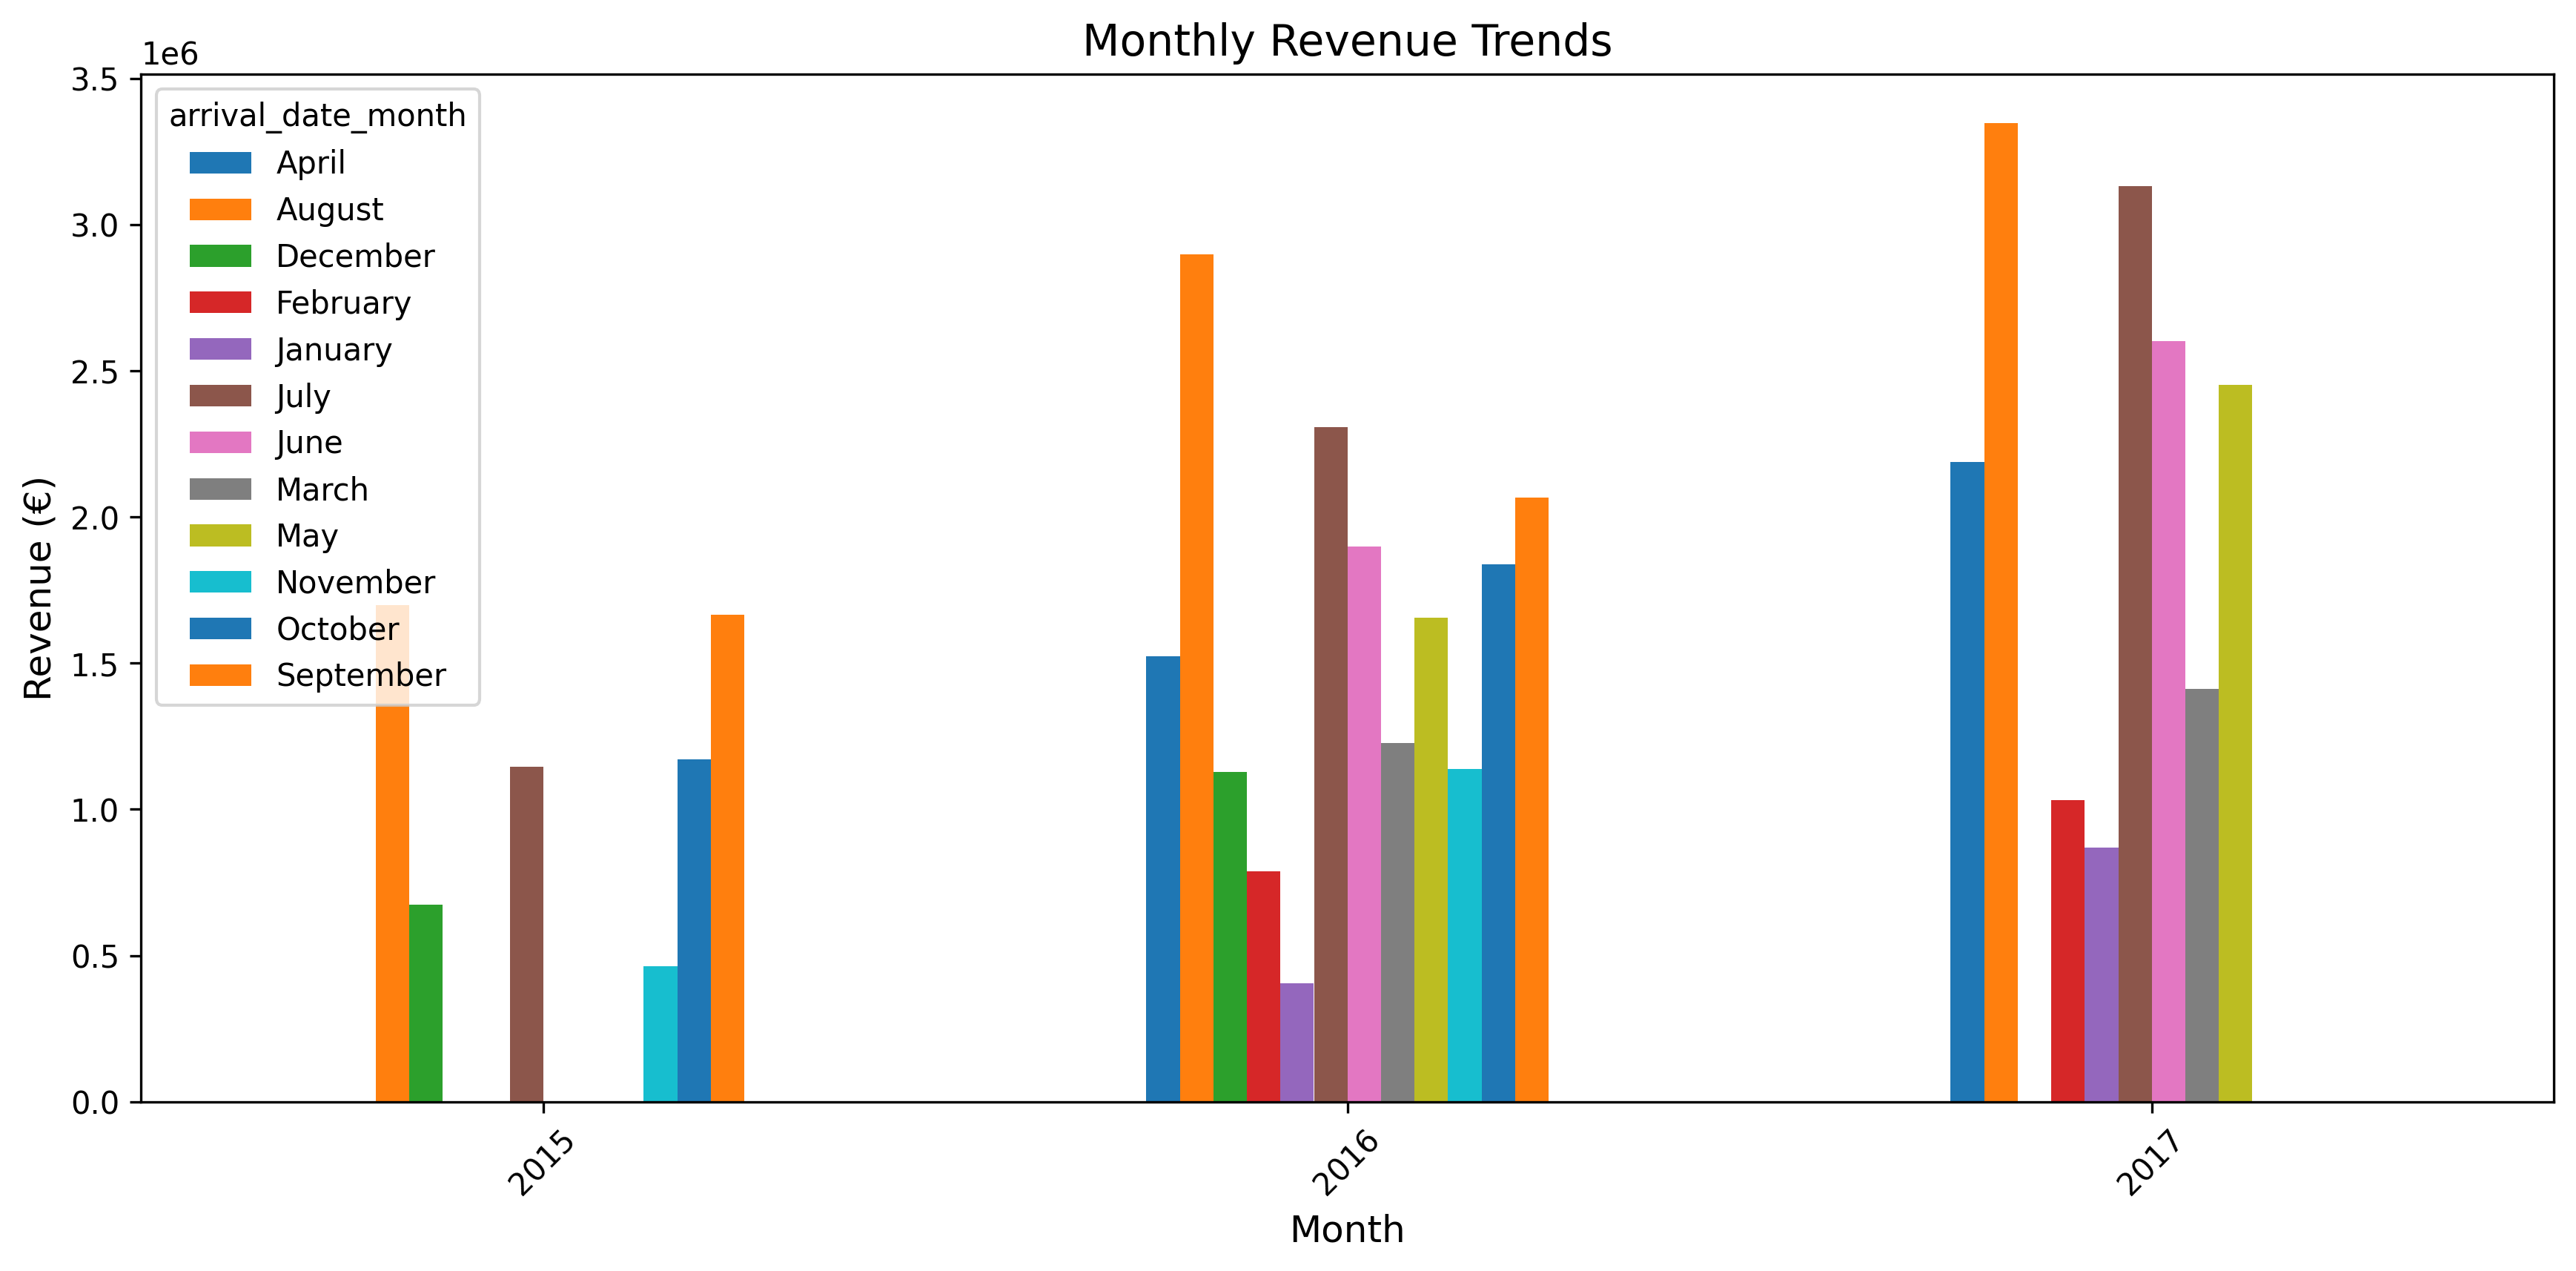 Monthly Revenue Trends
1e6
3.5
3.0
2.5
2.0
1.5
1.0
0.5
0.0
Revenue (€)
arrival_date_month
April
August
December
February
January
July
June
March
May
November
October
September
2015
2016
2017
Month